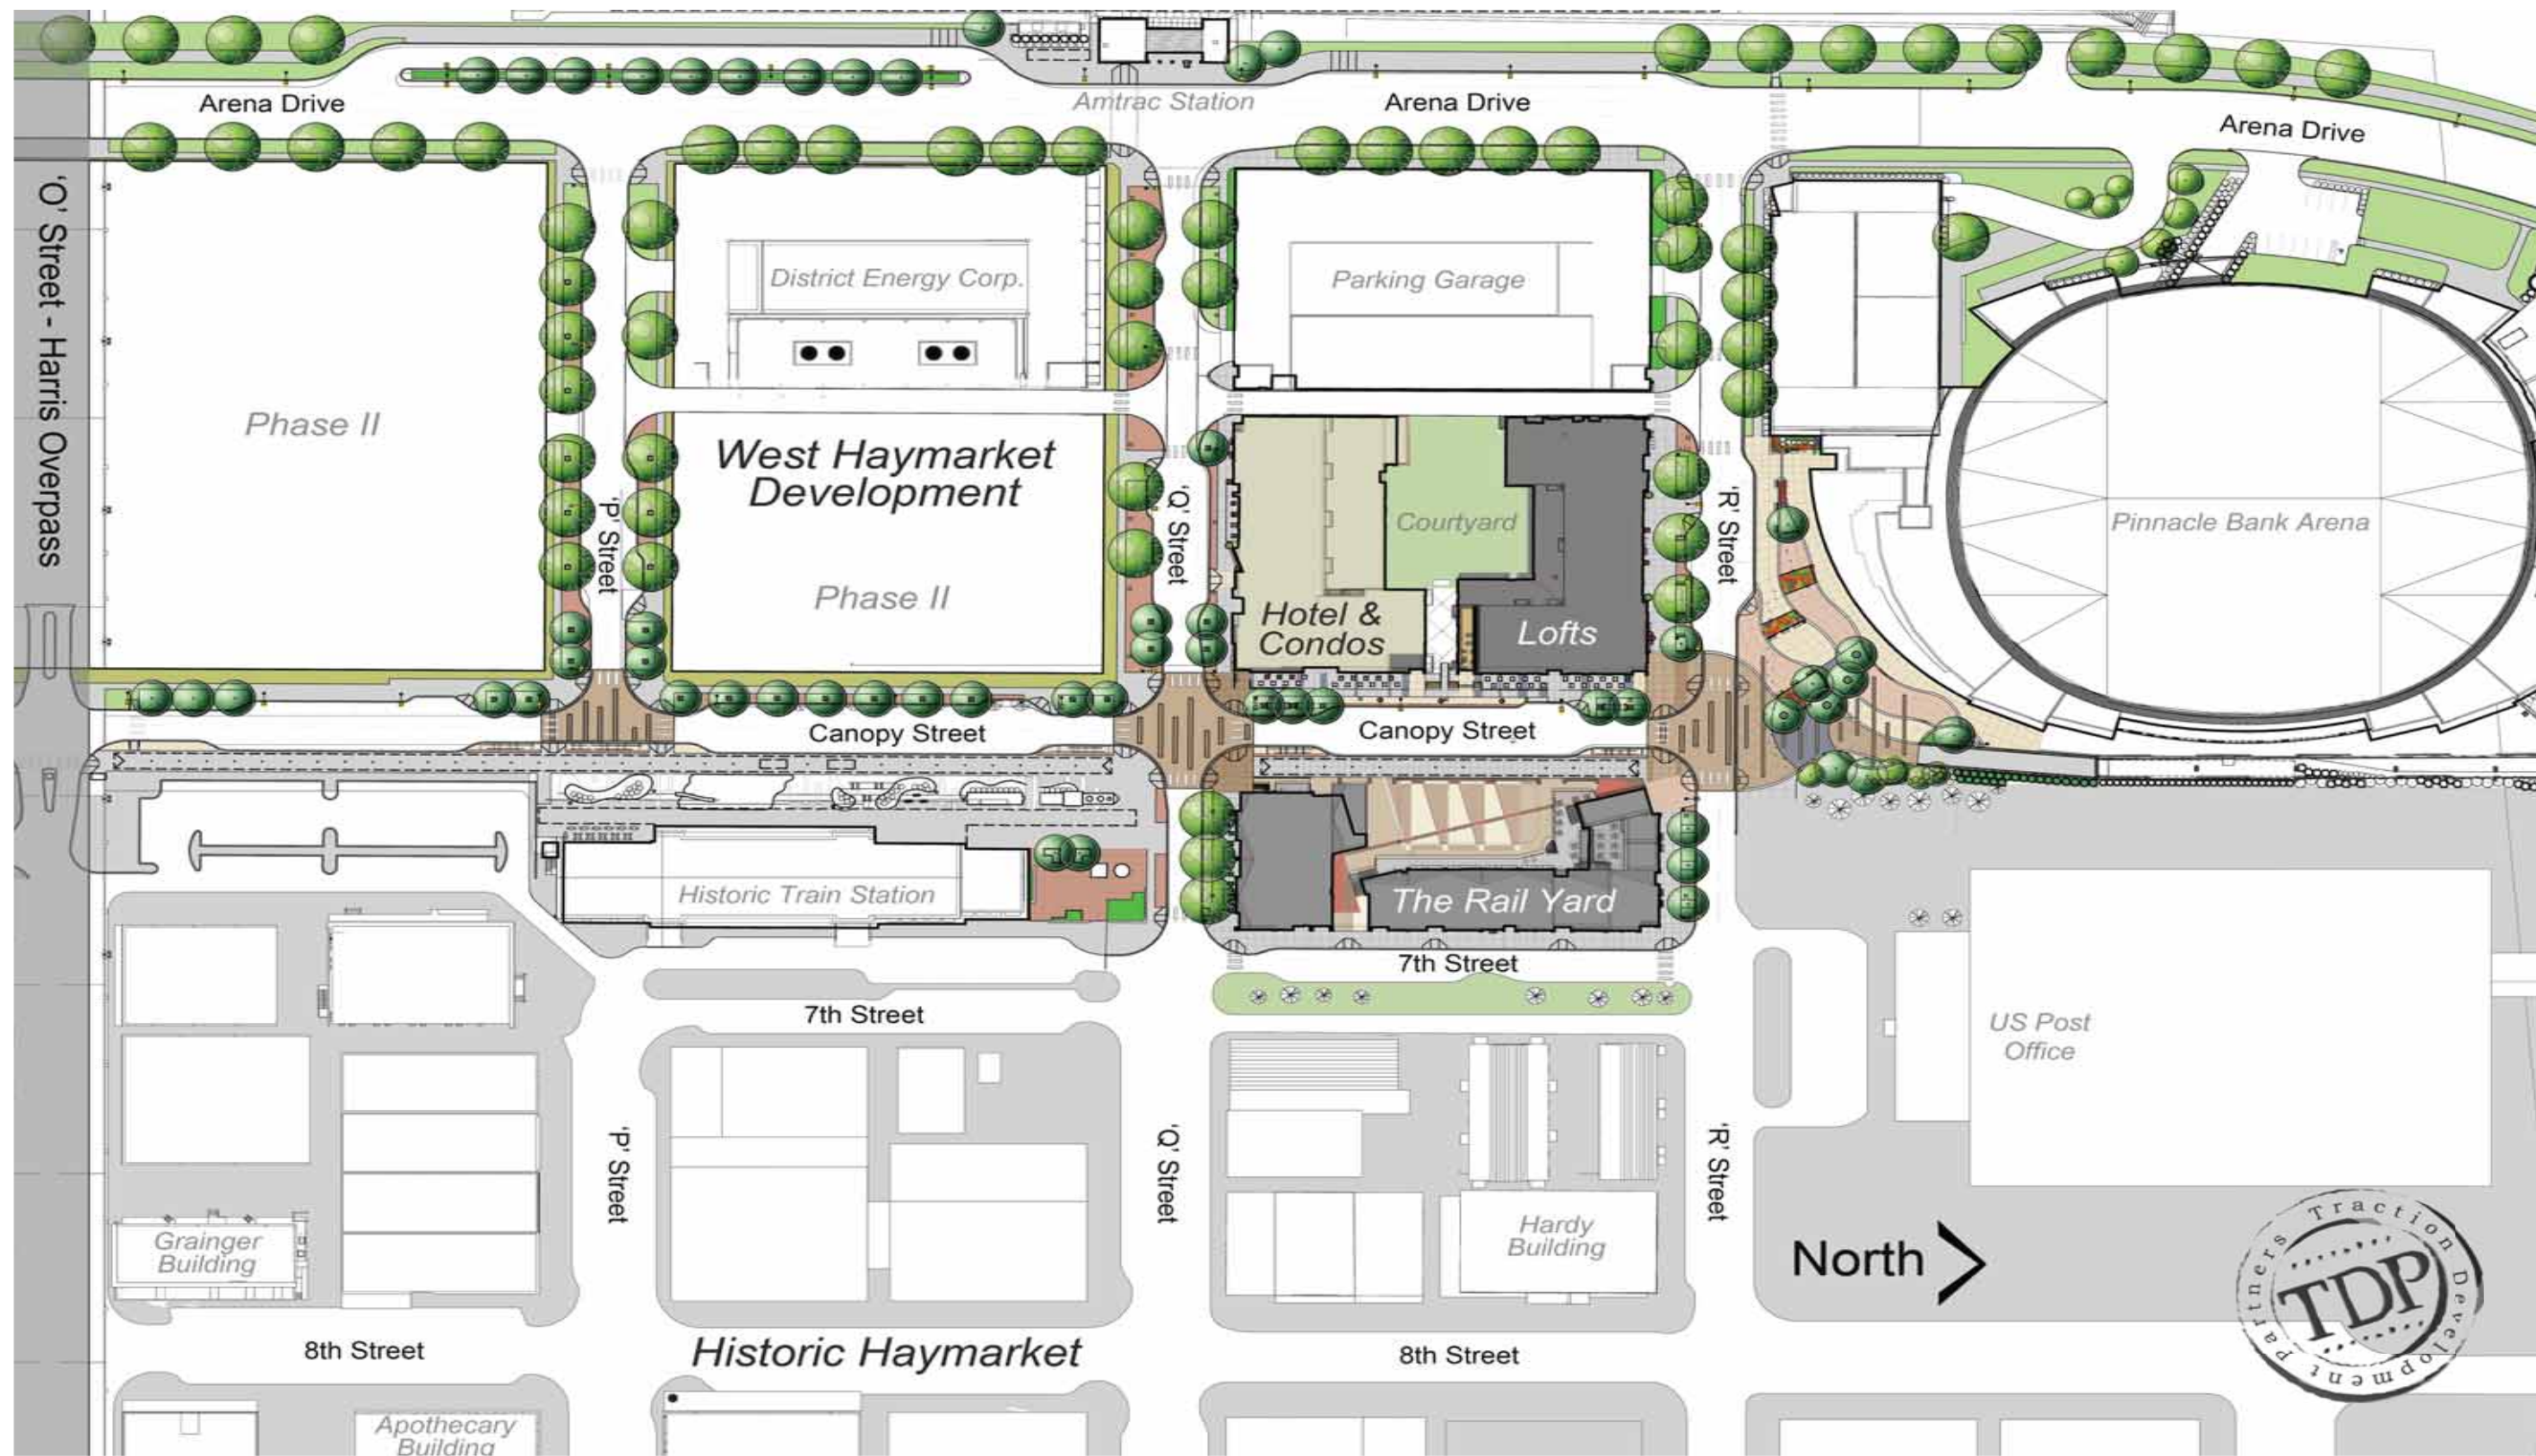 Arena Drive
Amtrac Station
Arena Drive
Arena Drive
'O' Street - Harris Overpass
District Energy Corp.
Parking Garage
Phase II
West Haymarket
Development
Phase II
'P' Street
'Q' Street
Courtyard
'R' Street
Pinnacle Bank Arena
Hotel &
Condos
Lofts
Canopy Street
Canopy Street
Historic Train Station
The Rail Yard
7th Street
7th Street
US Post
Office
'P' Street
'Q' Street
'R' Street
Grainger
Building
Hardy
Building
North
Traction Development Partners
TDP
8th Street
Historic Haymarket
8th Street
Apothecary
Building